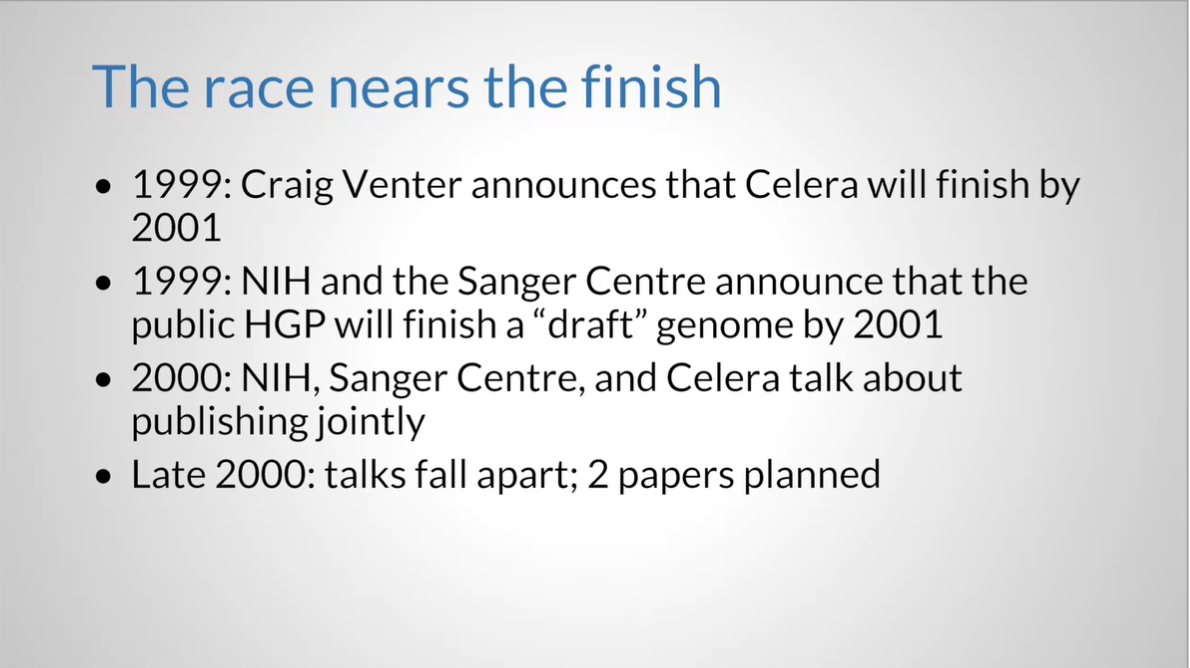 The race nears the finish
• 1999: Craig Venter announces that Celera will finish by
2001
• 1999: NIH and the Sanger Centre announce that the
public HGP will finish a “draft” genome by 2001
• 2000: NIH, Sanger Centre, and Celera talk about
publishing jointly
• Late 2000: talks fall apart; 2 papers planned